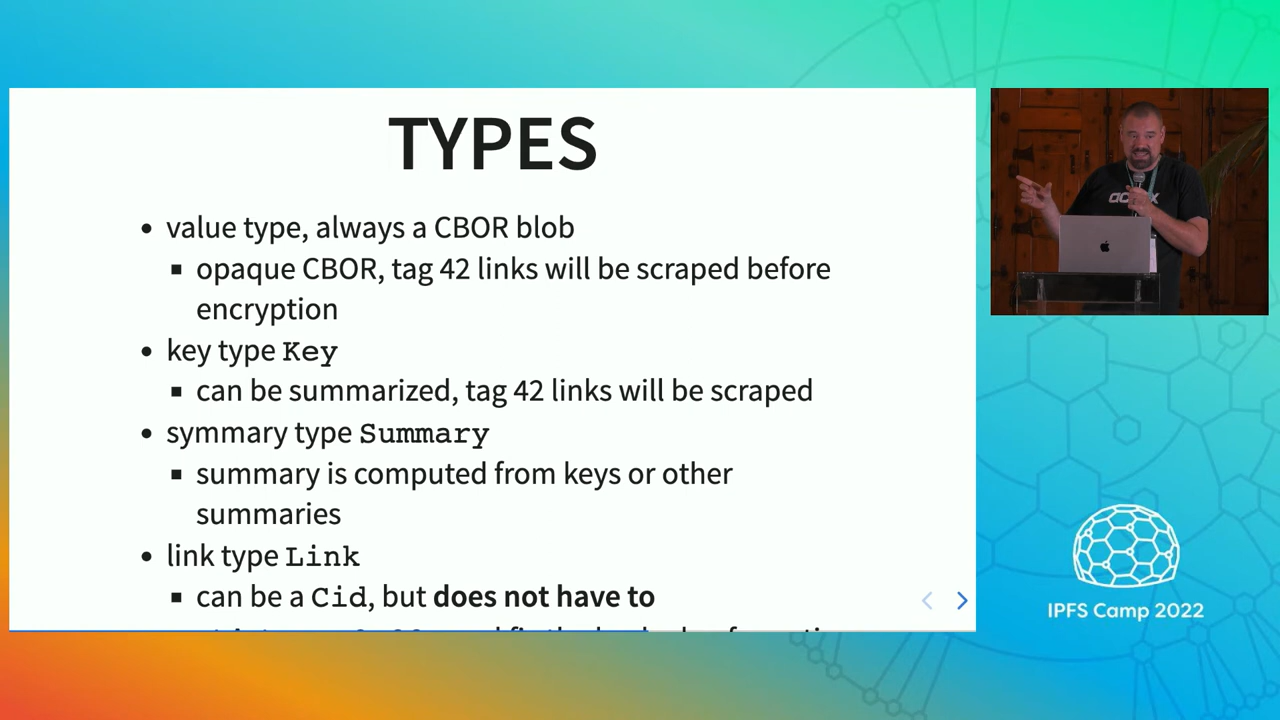 TYPES
• value type, always a CBOR blob
▪ opaque CBOR, tag 42 links will be scraped before
encryption
• key type Key
▪ can be summarized, tag 42 links will be scraped
• symmary type Summary
▪ summary is computed from keys or other
summaries
• link type Link
▪ can be a Cid, but does not have to
IPFS Camp 2022